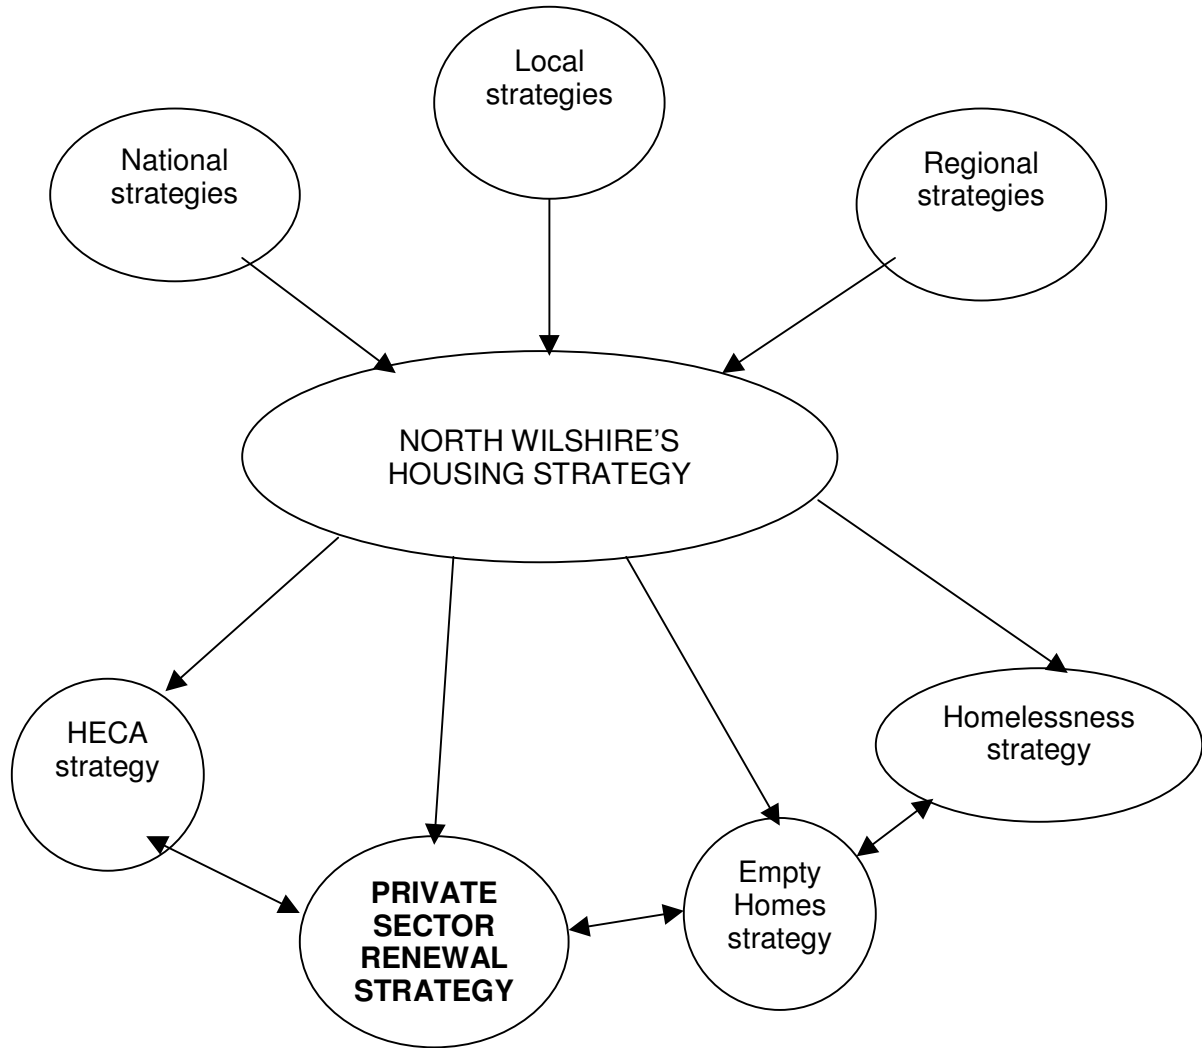 Local
strategies
National
strategies
Regional
strategies
NORTH WILSHIRE’S
HOUSING STRATEGY
HECA
strategy
Homelessness
strategy
Empty
Homes
strategy
PRIVATE
SECTOR
RENEWAL
STRATEGY